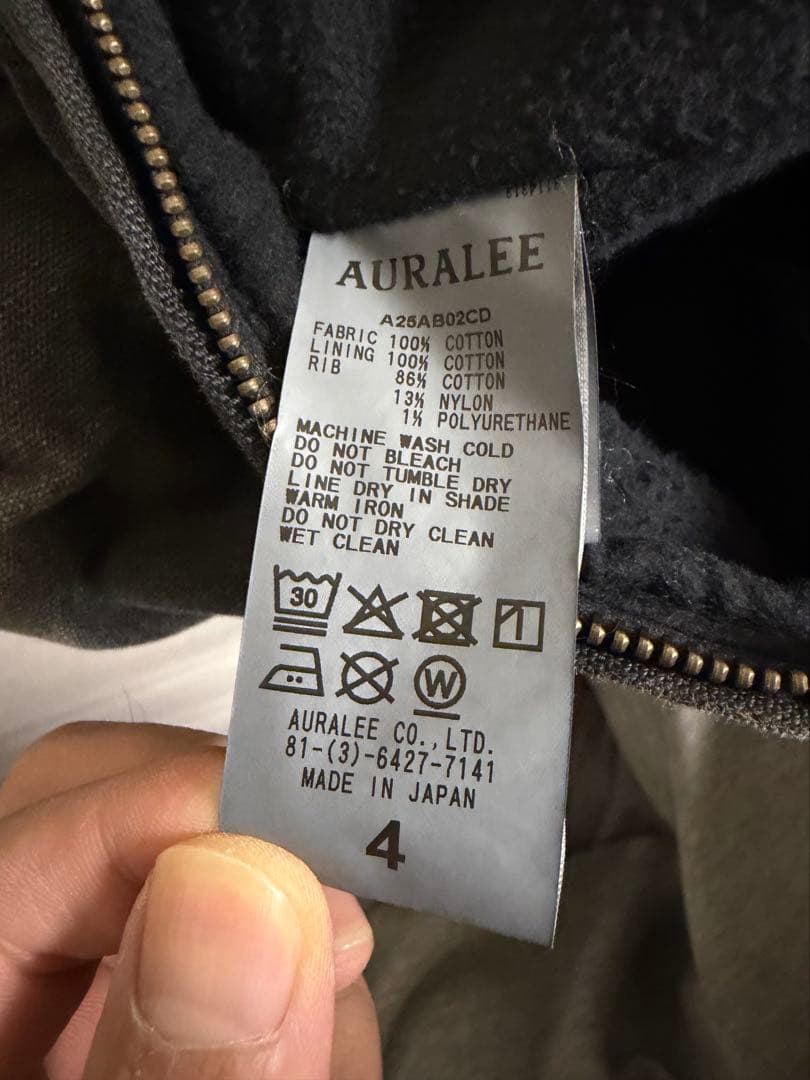 AURALEE
A25AB02CD
FABRIC 100% COTTON
LINING 100% COTTON
RIB 86% COTTON
13% NYLON
1% POLYURETHANE
MACHINE WASH COLD
DO NOT BLEACH
DO NOT TUMBLE DRY
LINE DRY IN SHADE
WARM IRON
DO NOT DRY CLEAN
WET CLEAN
30
W
AURALEE CO.,LTD.
81-(3)-6427-7141
MADE IN JAPAN
4